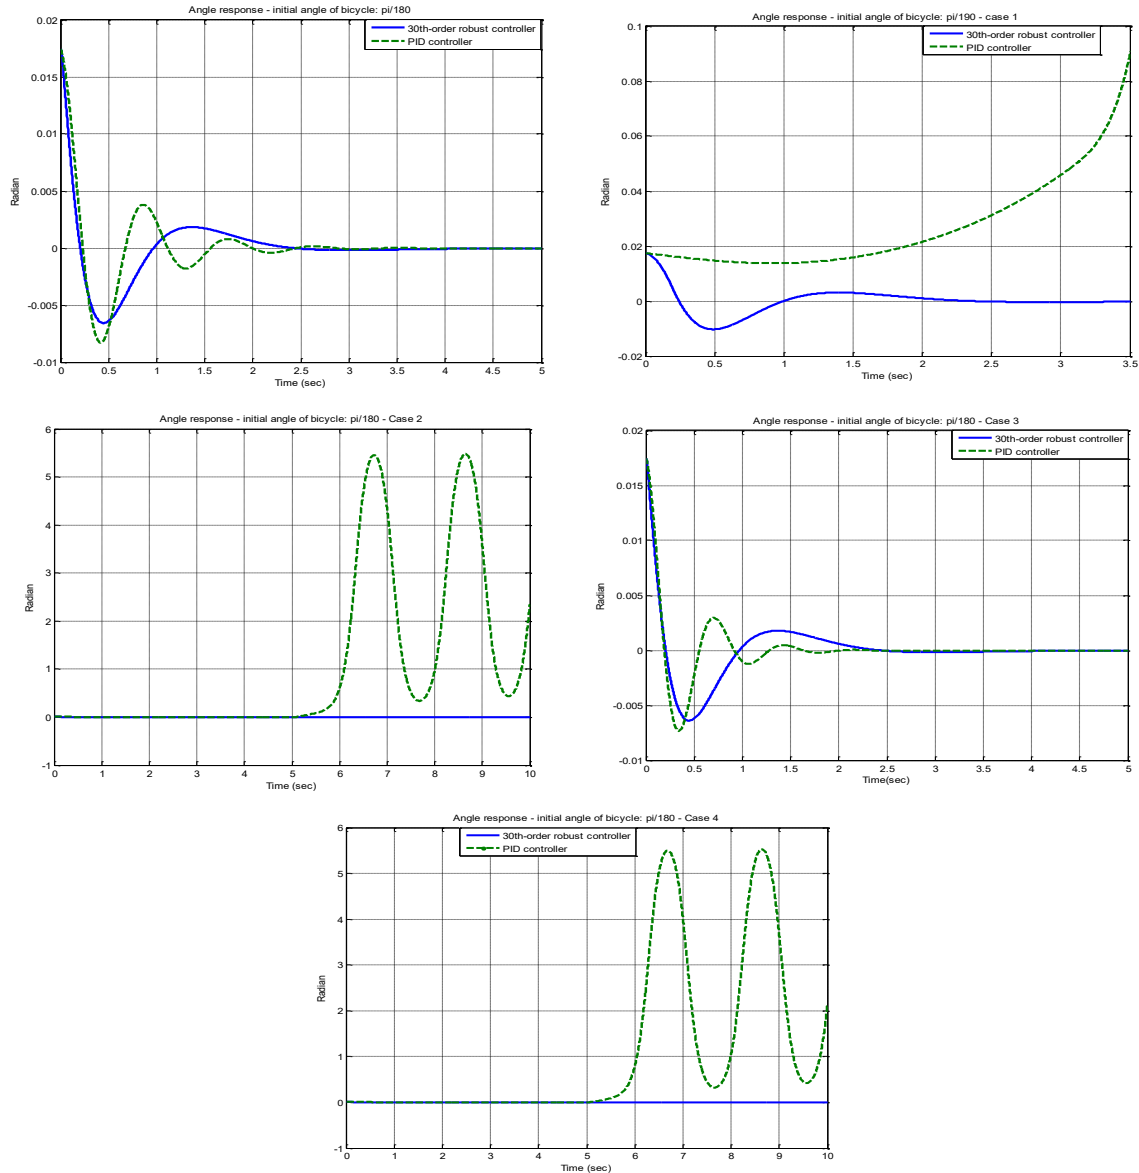 Angle response - initial angle of bicycle: pi/180
30th-order robust controller
PID controller
0.02
0.015
0.01
0.005
0
-0.005
-0.01
Radian
0 0.5 1 1.5 2 2.5 3 3.5 4 4.5 5
Time (sec)
Angle response - initial angle of bicycle: pi/190 - case 1
30th-order robust controller
PID controller
0.1
0.08
0.06
0.04
0.02
0
-0.02
Radian
0 0.5 1 1.5 2 2.5 3 3.5
Time (sec)
Angle response - initial angle of bicycle: pi/180 - Case 2
6
5
4
3
2
1
0
-1
Radian
0 1 2 3 4 5 6 7 8 9 10
Time (sec)
Angle response - initial angle of bicycle: pi/180 - Case 3
30th-order robust controller
PID controller
0.02
0.015
0.01
0.005
0
-0.005
-0.01
Radian
0 0.5 1 1.5 2 2.5 3 3.5 4 4.5 5
Time(sec)
Angle response - initial angle of bicycle: pi/180 - Case 4
30th-order robust controller
PID controller
6
5
4
3
2
1
0
-1
Radian
0 1 2 3 4 5 6 7 8 9 10
Time (sec)